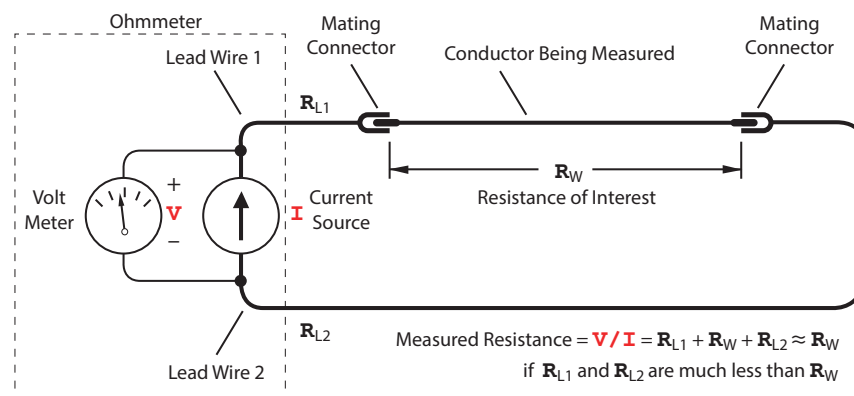 Ohmmeter
Lead Wire 1
Mating
Connector
Conductor Being Measured
Mating
Connector
RL1
RW
Resistance of Interest
Volt
Meter
+
V
−
I
Current
Source
RL2
Lead Wire 2
Measured Resistance = V/I = RL1 + RW + RL2 ≈ RW
if RL1 and RL2 are much less than RW